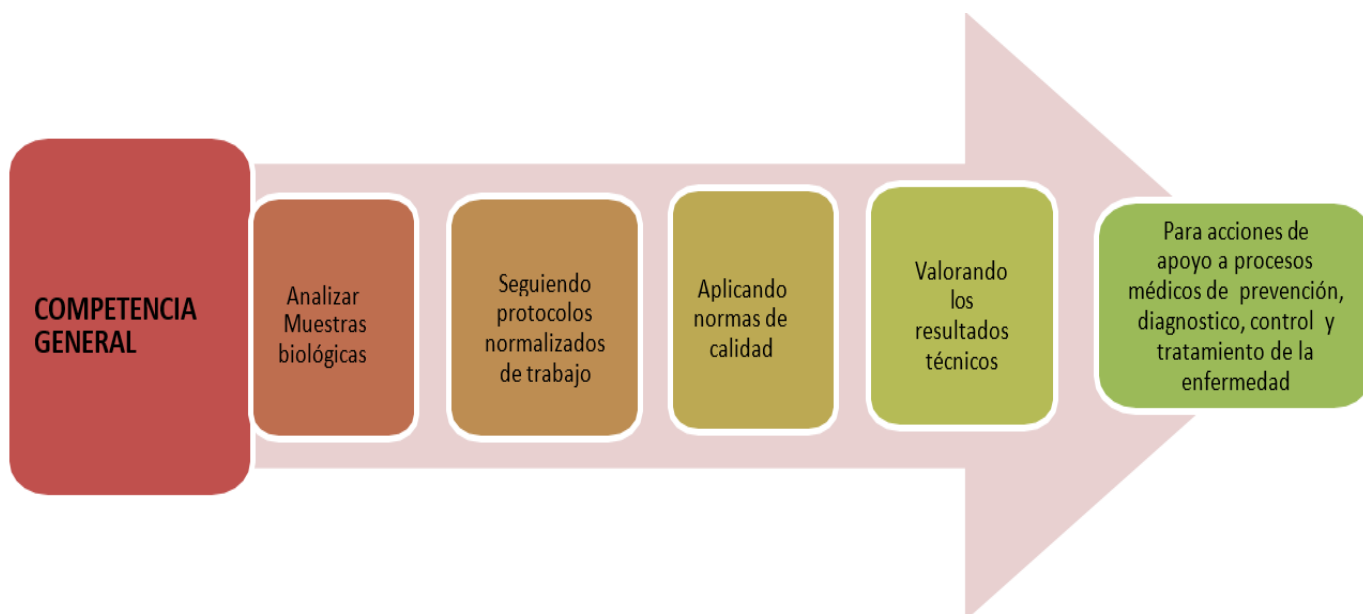 COMPETENCIA
GENERAL
Analizar
Muestras
biológicas
Seguiendo
protocolos
normalizados
de trabajo
Aplicando
normas de
calidad
Valorando
los
resultados
técnicos
Para acciones de
apoyo a procesos
médicos de prevención,
diagnostico, control y
tratamiento de la
enfermedad